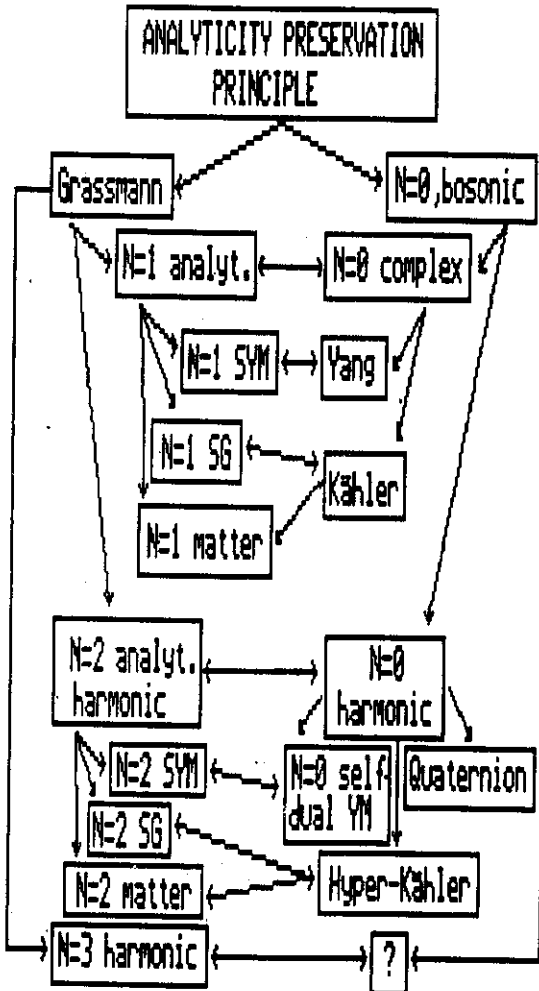 ANALYTICITY PRESERVATION
PRINCIPLE
Grassmann
N=0,bosonic
N=1 analyt.
N=0 complex
N=1 SYM
Yang
N=1 SG
Kähler
N=1 matter
N=2 analyt.
harmonic
N=0
harmonic
N=2 SYM
N=0 self-
dual YM
Quaternion
N=2 SG
N=2 matter
Hyper-Kähler
N=3 harmonic
?